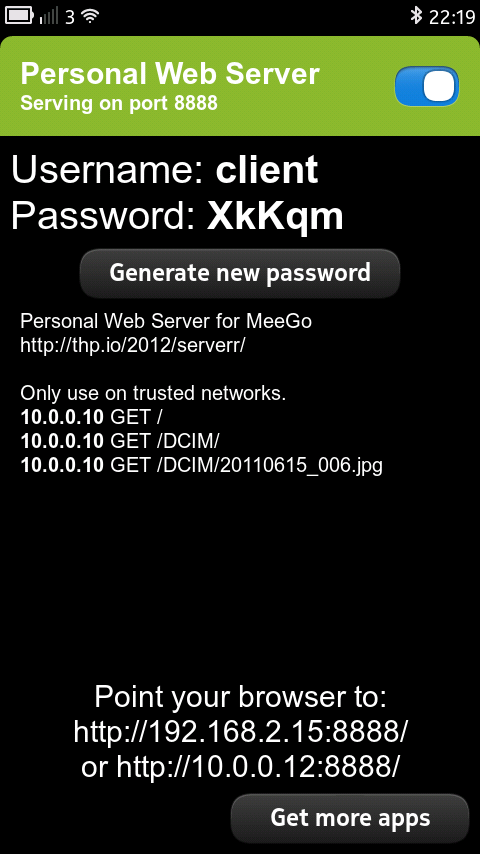 3 22:19
Personal Web Server
Serving on port 8888
Username: client
Password: XkKqm
Generate new password
Personal Web Server for MeeGo
http://thp.io/2012/serverr/
Only use on trusted networks.
10.0.0.10 GET /
10.0.0.10 GET /DCIM/
10.0.0.10 GET /DCIM/20110615_006.jpg
Point your browser to:
http://192.168.2.15:8888/
or http://10.0.0.12:8888/
Get more apps